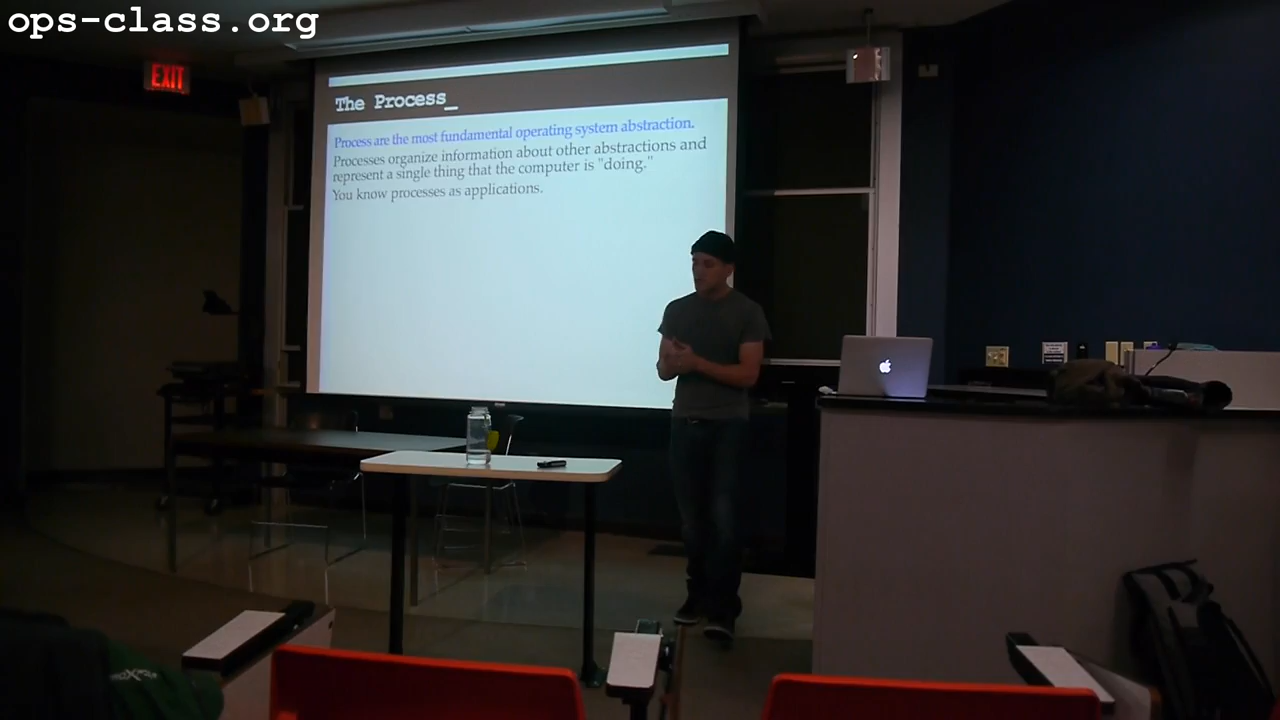 ops-class.org
EXIT
The Process_
Process are the most fundamental operating system abstraction.
Processes organize information about other abstractions and
represent a single thing that the computer is "doing."
You know processes as applications.